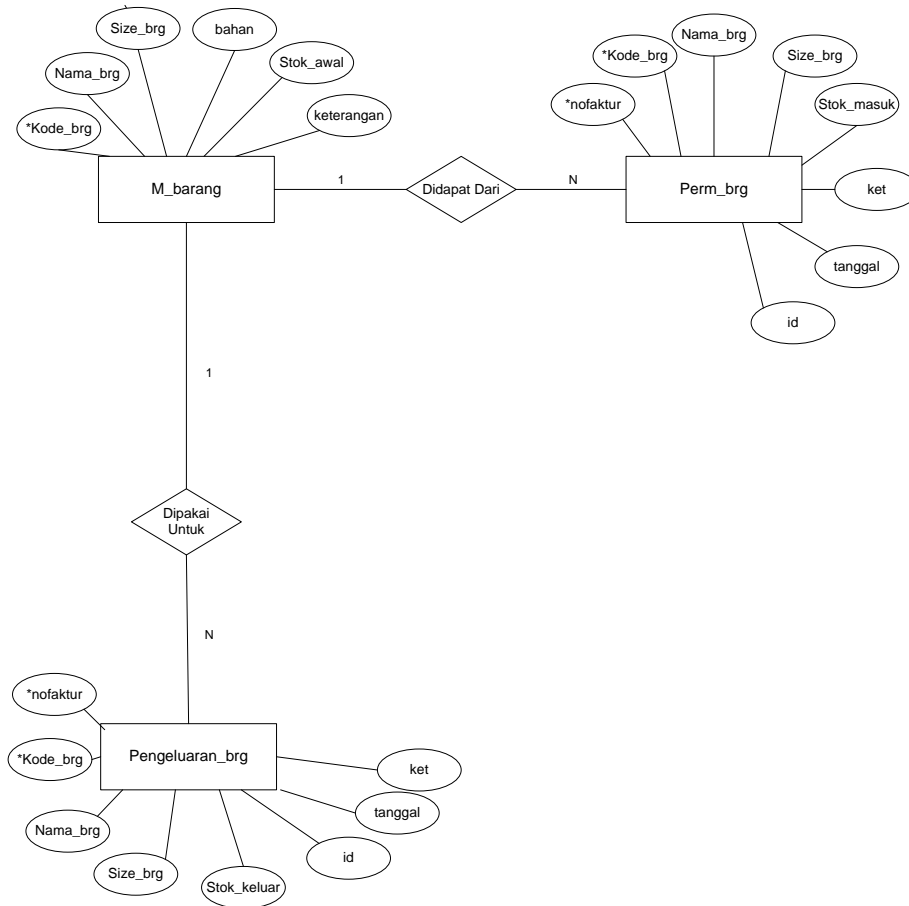 Size_brg
bahan
Nama_brg
Stok_awal
*Kode_brg
keterangan
M_barang
1
Didapat Dari
N
Nama_brg
*Kode_brg
Size_brg
*nofaktur
Stok_masuk
Perm_brg
ket
tanggal
id
1
Dipakai
Untuk
N
*nofaktur
*Kode_brg
Pengeluaran_brg
ket
tanggal
Nama_brg
id
Size_brg
Stok_keluar